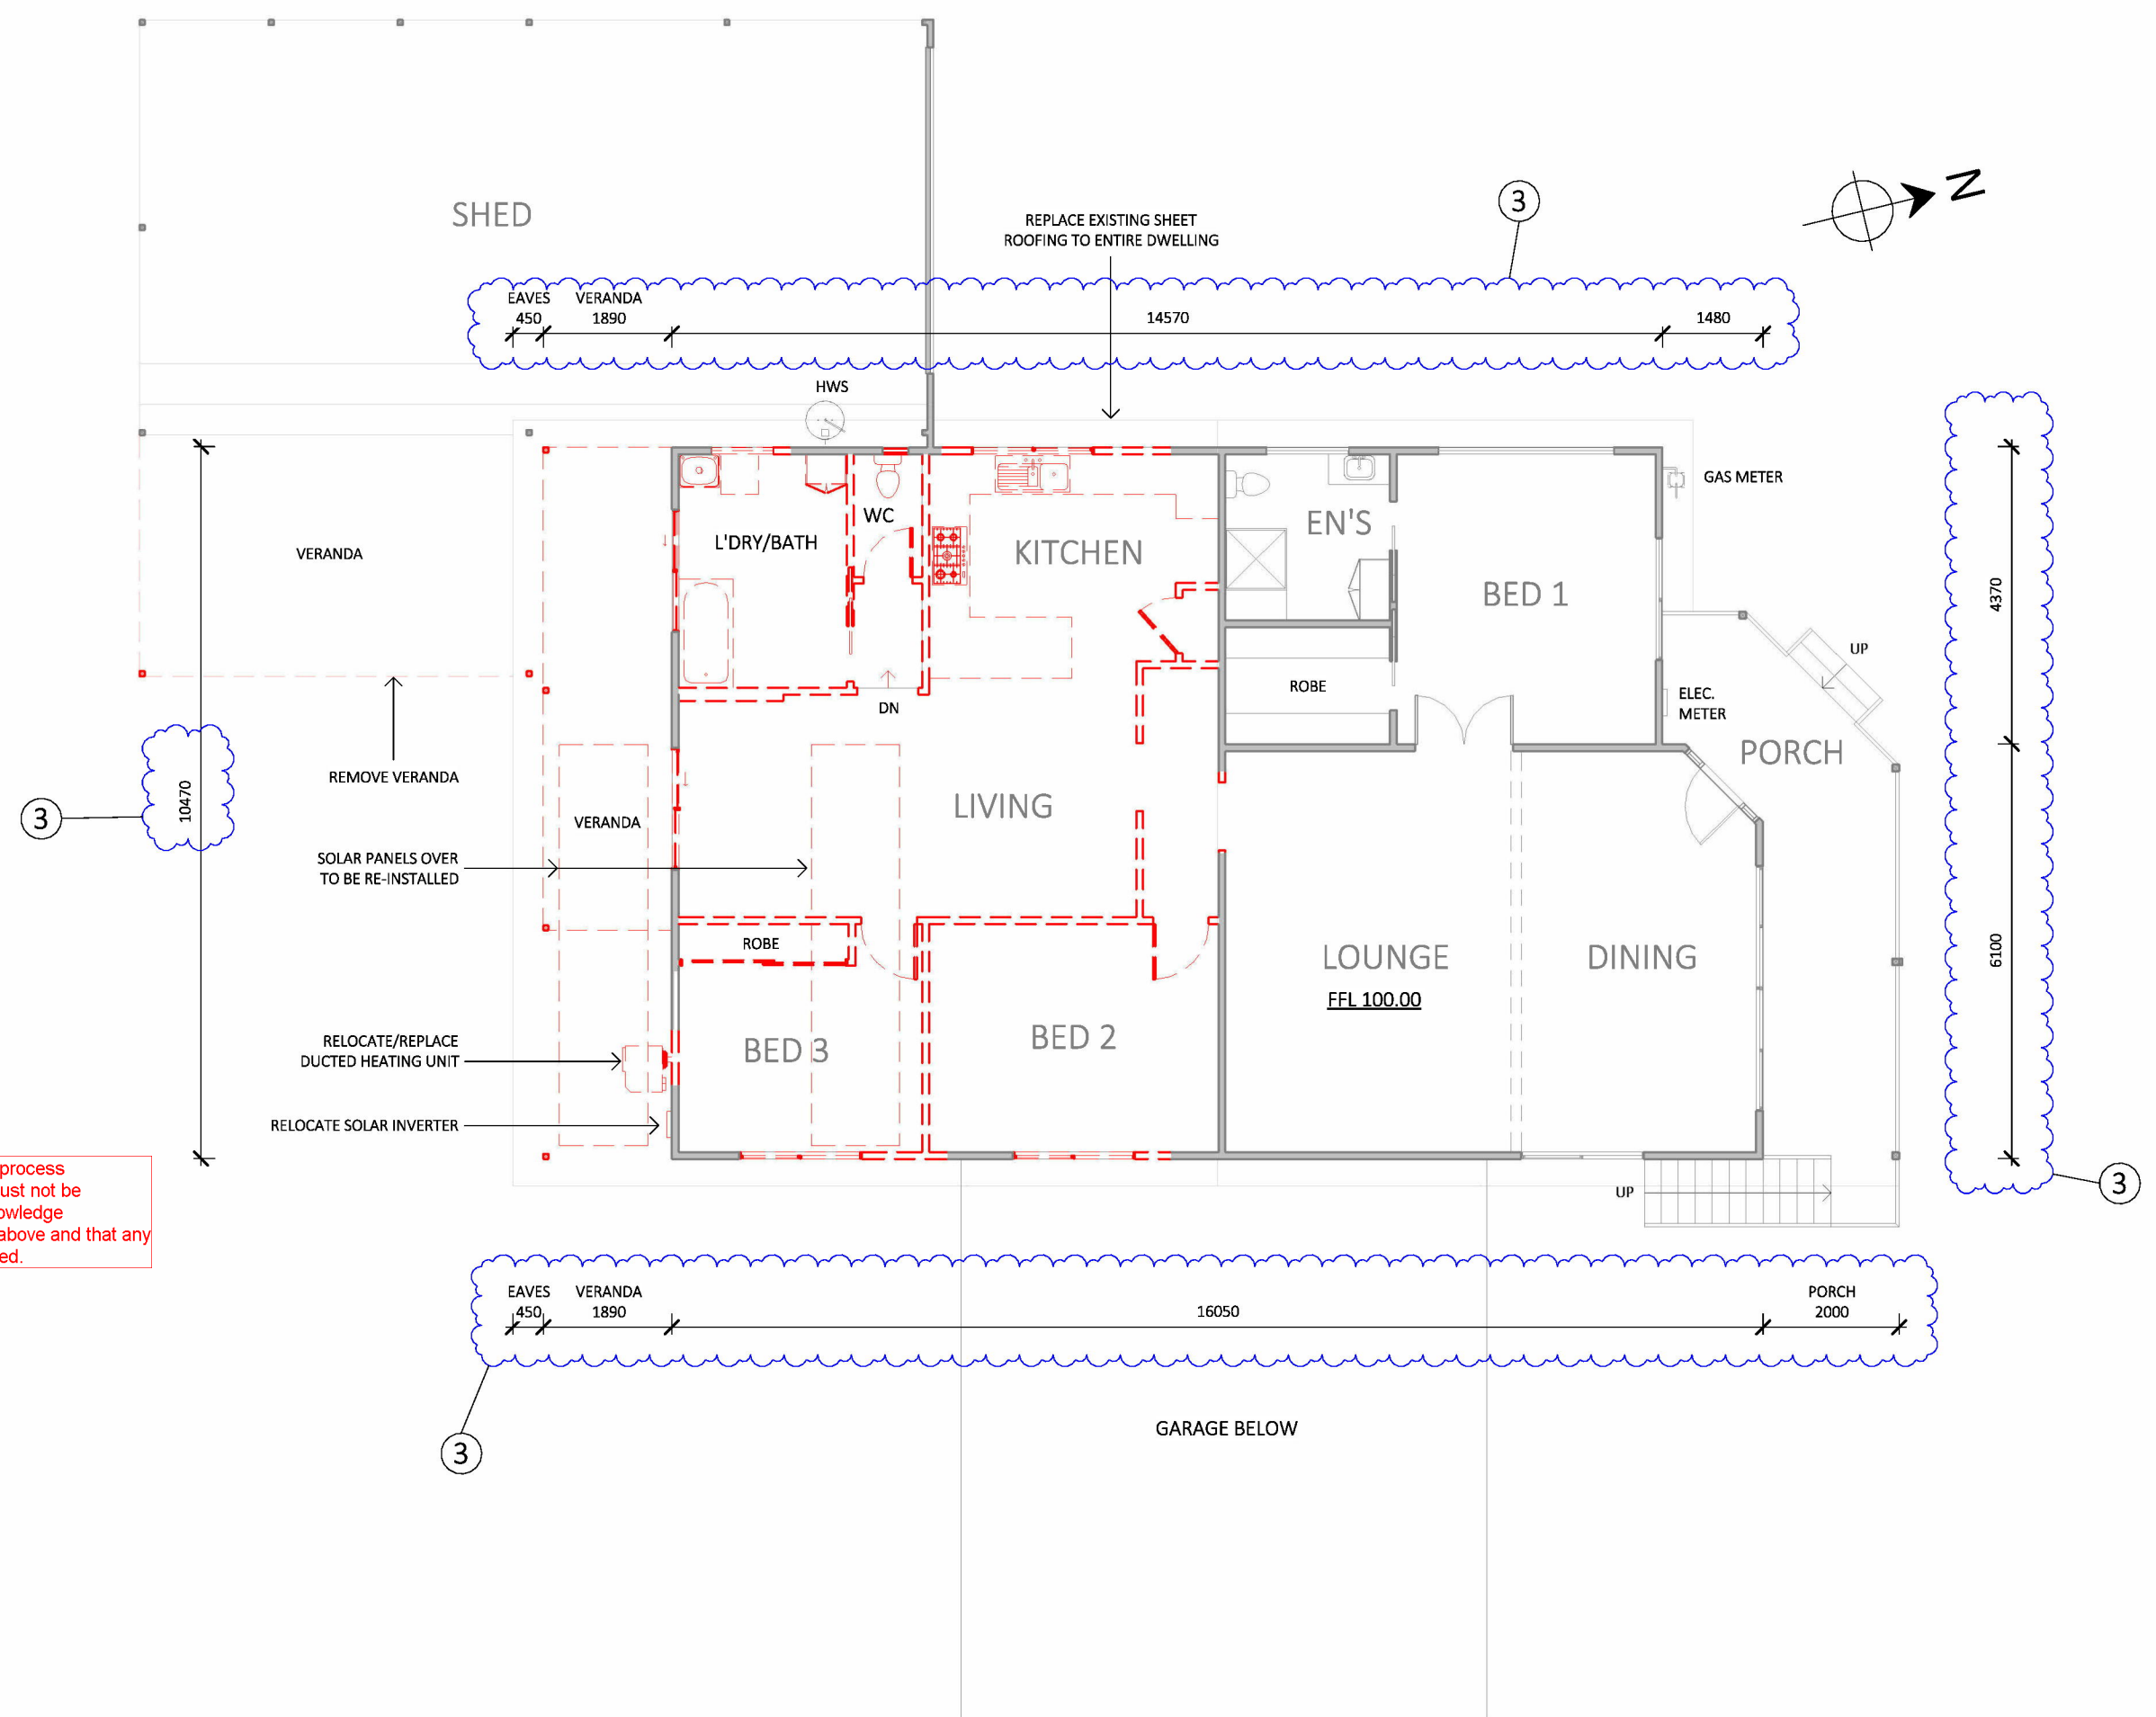 SHED
N
3
REPLACE EXISTING SHEET
ROOFING TO ENTIRE DWELLING
EAVES
450
VERANDA
1890
14570
1480
HWS
GAS METER
WC
L'DRY/BATH
KITCHEN
EN'S
BED 1
VERANDA
4370
UP
ROBE
ELEC.
METER
DN
PORCH
REMOVE VERANDA
10470
3
LIVING
VERANDA
SOLAR PANELS OVER
TO BE RE-INSTALLED
ROBE
LOUNGE
FFL 100.00
DINING
6100
RELOCATE/REPLACE
DUCTED HEATING UNIT
BED 3
BED 2
RELOCATE SOLAR INVERTER
process
ust not be
owledge
above and that any
ed.
UP
3
EAVES
450
VERANDA
1890
16050
PORCH
2000
3
GARAGE BELOW